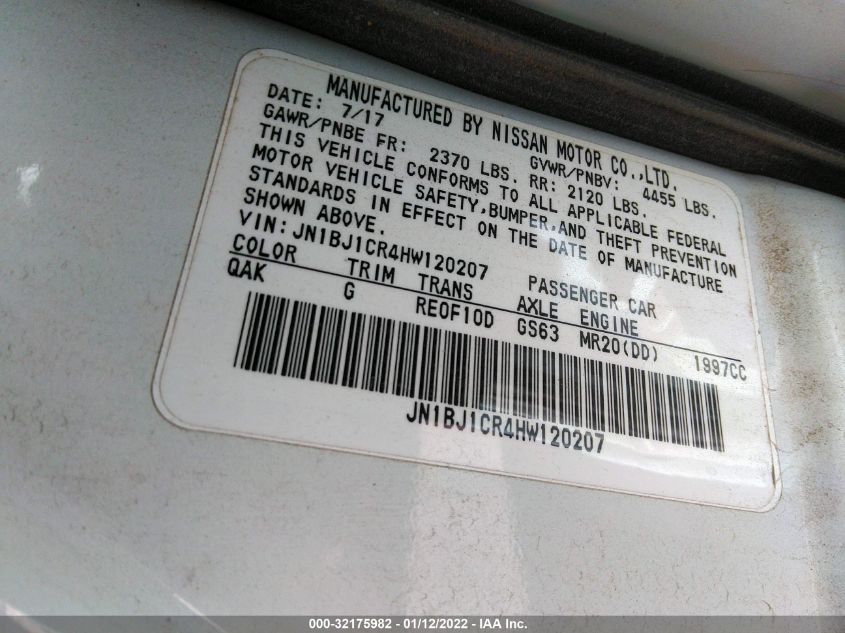 MANUFACTURED BY NISSAN MOTOR CO.,LTD.
DATE: 7/17 GVWR/PNBV: 4455 LBS.
GAWR/PNBE FR: 2370 LBS. RR: 2120 LBS.
THIS VEHICLE CONFORMS TO ALL APPLICABLE FEDERAL
MOTOR VEHICLE SAFETY,BUMPER,AND THEFT PREVENTION
STANDARDS IN EFFECT ON THE DATE OF MANUFACTURE
SHOWN ABOVE.
VIN: JN1BJ1CR4HW120207 PASSENGER CAR
COLOR TRIM TRANS AXLE ENGINE
QAK G RE0F10D GS63 MR20(DD) 1997CC
JN1BJ1CR4HW120207
000-32175982 - 01/12/2022 - IAA Inc.